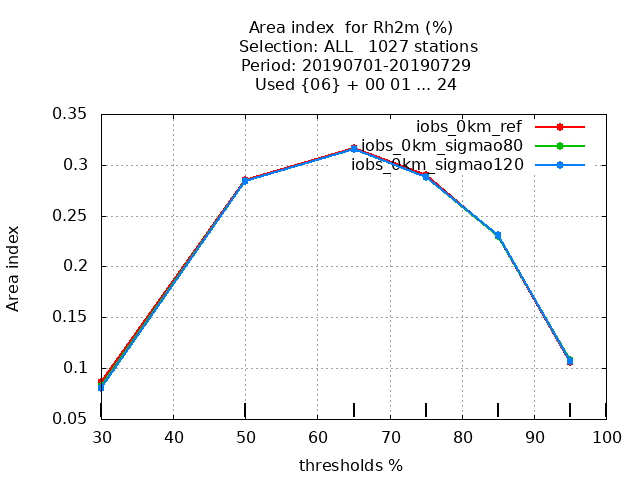 Area index  for Rh2m (%)
Selection: ALL   1027 stations
Period: 20190701-20190729
Used {06} + 00 01 ... 24
iobs_0km_ref
iobs_0km_sigmao80
iobs_0km_sigmao120
0.35
0.3
0.25
0.2
0.15
0.1
0.05
Area index
30 40 50 60 70 80 90 100
thresholds %